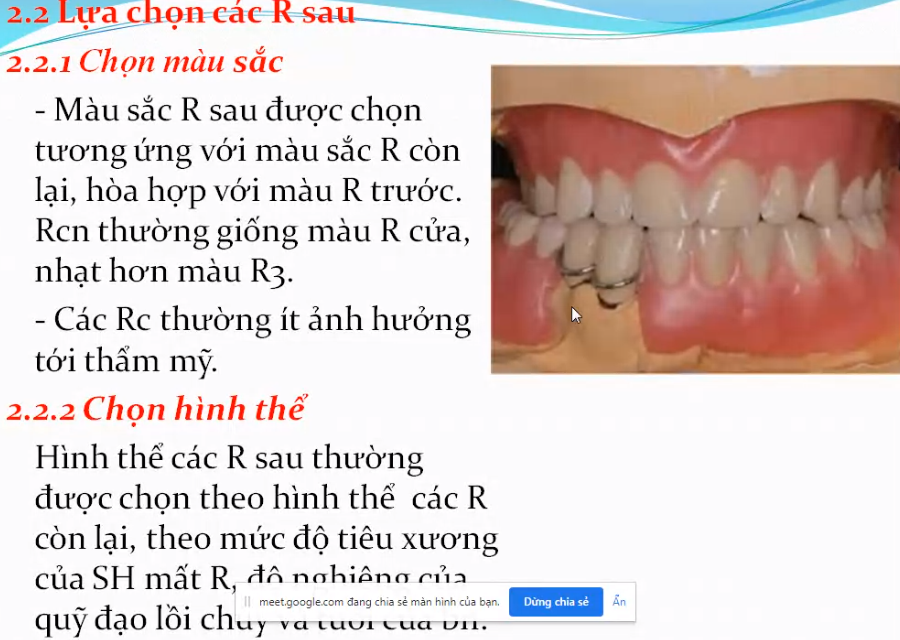 2.2 Lựa chọn các R sau
2.2.1 Chọn màu sắc
- Màu sắc R sau được chọn
tương ứng với màu sắc R còn
lại, hòa hợp với màu R trước.
Rcn thường giống màu R cửa,
nhạt hơn màu R3.
- Các Rc thường ít ảnh hưởng
tới thẩm mỹ.
2.2.2 Chọn hình thể
Hình thể các R sau thường
được chọn theo hình thể các R
còn lại, theo mức độ tiêu xương
của SH mất R, độ nghiêng của
quỹ đạo lồi chùy và tuổi của bn.
meet.google.com đang chia sẻ màn hình của bạn.
Dừng chia sẻ
Ẩn